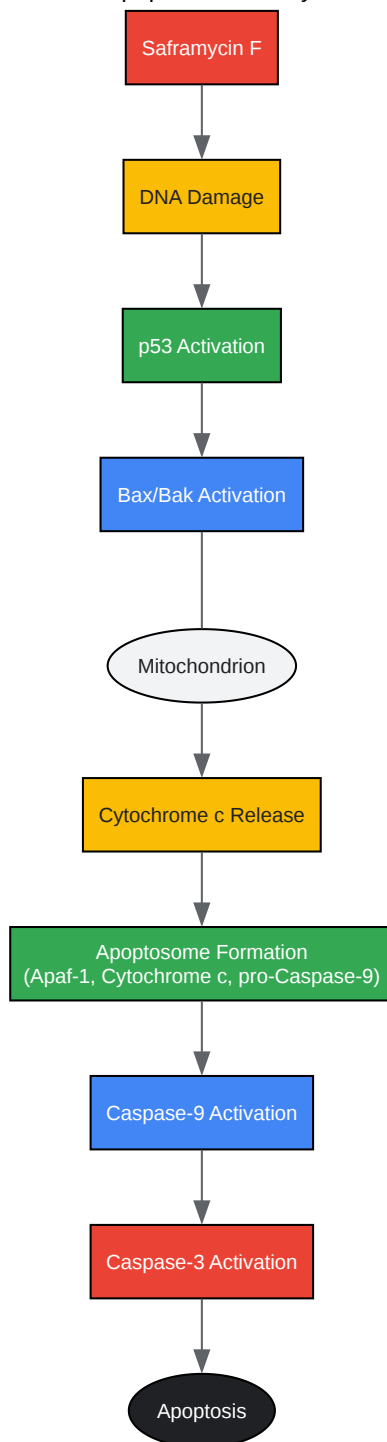 Saframycin F
DNA Damage
p53 Activation
Bax/Bak Activation
Mitochondrion
Cytochrome c Release
Apoptosome Formation
(Apaf-1, Cytochrome c, pro-Caspase-9)
Caspase-9 Activation
Caspase-3 Activation
Apoptosis